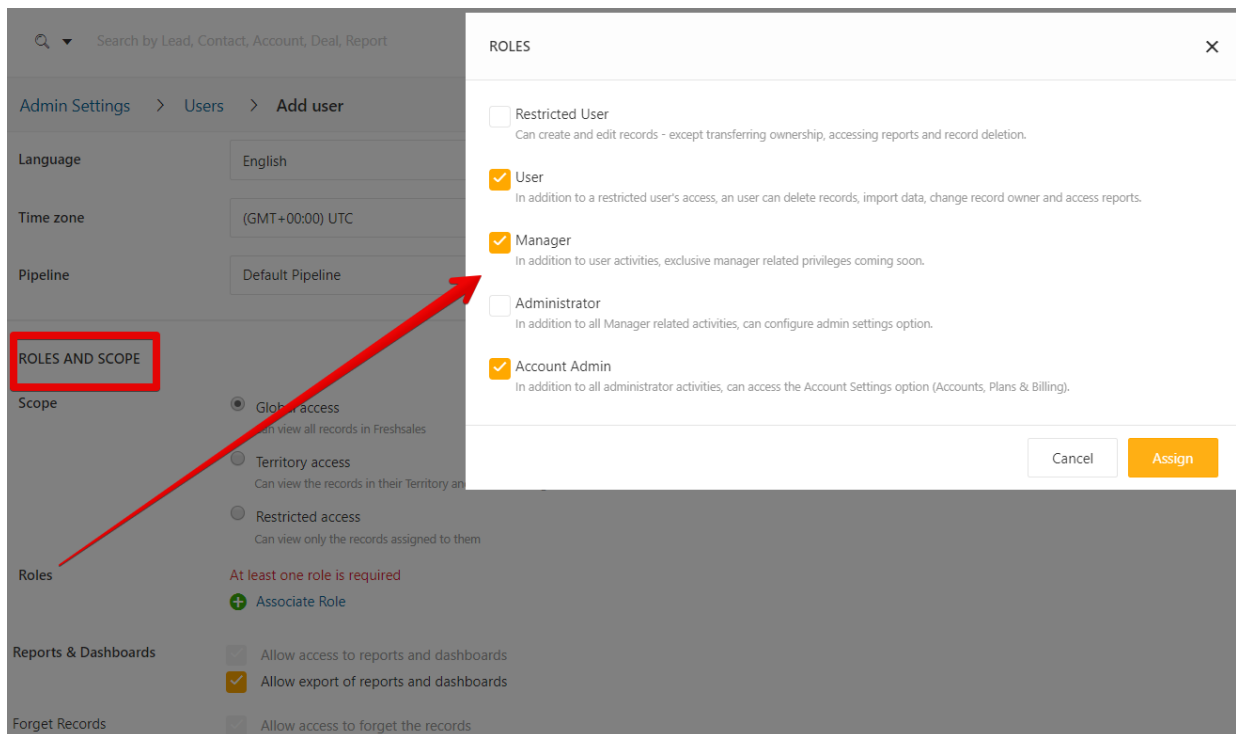 Search by Lead, Contact, Account, Deal, Report
Admin Settings > Users > Add user
Language
English
Time zone
(GMT+00:00) UTC
Pipeline
Default Pipeline
ROLES AND SCOPE
Scope
Global access
Can view all records in Freshsales
Territory access
Can view the records in their Territory
Restricted access
Can view only the records assigned to them
Roles
At least one role is required
Associate Role
Reports & Dashboards
Allow access to reports and dashboards
Allow export of reports and dashboards
Forget Records
Allow access to forget the records
ROLES
Restricted User
Can create and edit records - except transferring ownership, accessing reports and record deletion.
User
In addition to a restricted user's access, an user can delete records, import data, change record owner and access reports.
Manager
In addition to user activities, exclusive manager related privileges coming soon.
Administrator
In addition to all Manager related activities, can configure admin settings option.
Account Admin
In addition to all administrator activities, can access the Account Settings option (Accounts, Plans & Billing).
Cancel
Assign